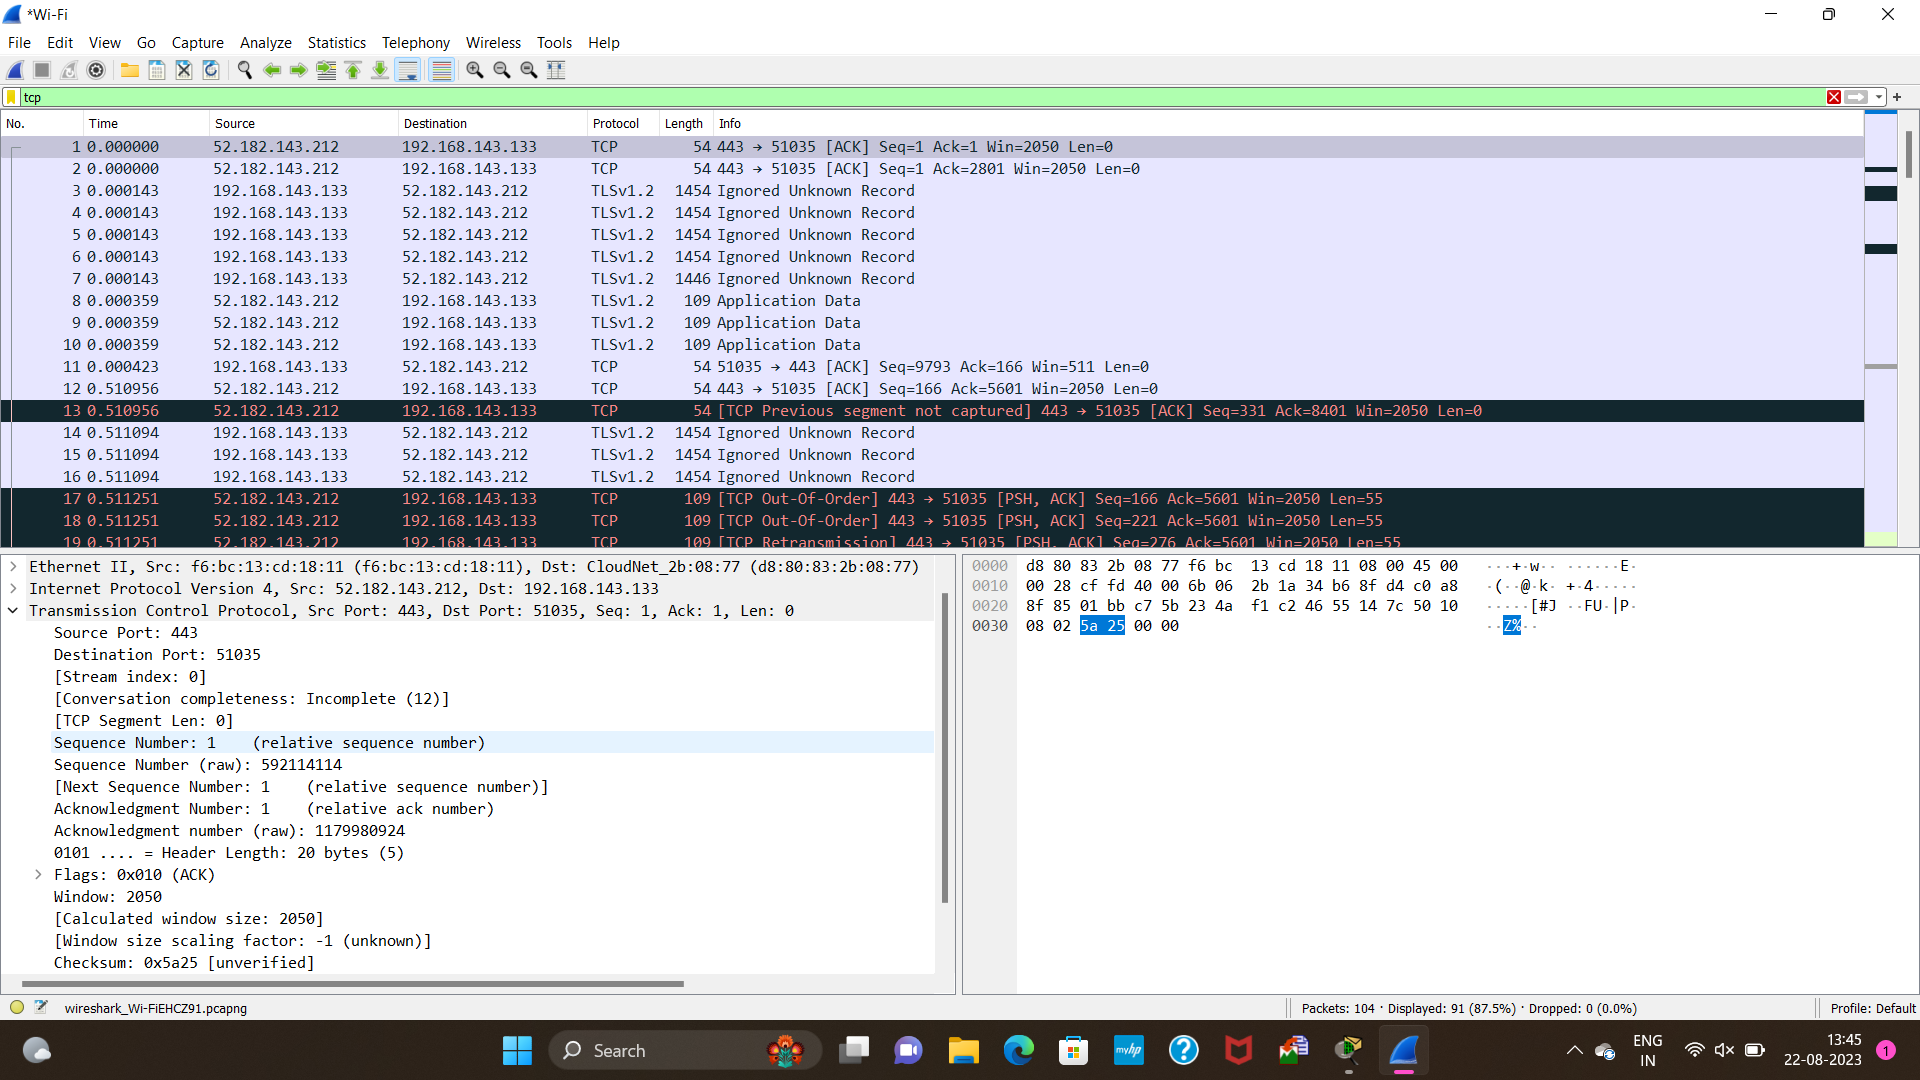 *Wi-Fi
File Edit View Go Capture Analyze Statistics Telephony Wireless Tools Help
tcp
No. Time Source Destination Protocol Length Info
1 0.000000 52.182.143.212 192.168.143.133 TCP 54 443 → 51035 [ACK] Seq=1 Ack=1 Win=2050 Len=0
2 0.000000 52.182.143.212 192.168.143.133 TCP 54 443 → 51035 [ACK] Seq=1 Ack=2801 Win=2050 Len=0
3 0.000143 192.168.143.133 52.182.143.212 TLSv1.2 1454 Ignored Unknown Record
4 0.000143 192.168.143.133 52.182.143.212 TLSv1.2 1454 Ignored Unknown Record
5 0.000143 192.168.143.133 52.182.143.212 TLSv1.2 1454 Ignored Unknown Record
6 0.000143 192.168.143.133 52.182.143.212 TLSv1.2 1454 Ignored Unknown Record
7 0.000143 192.168.143.133 52.182.143.212 TLSv1.2 1446 Ignored Unknown Record
8 0.000359 52.182.143.212 192.168.143.133 TLSv1.2 109 Application Data
9 0.000359 52.182.143.212 192.168.143.133 TLSv1.2 109 Application Data
10 0.000359 52.182.143.212 192.168.143.133 TLSv1.2 109 Application Data
11 0.000423 192.168.143.133 52.182.143.212 TCP 54 51035 → 443 [ACK] Seq=9793 Ack=166 Win=511 Len=0
12 0.510956 52.182.143.212 192.168.143.133 TCP 54 443 → 51035 [ACK] Seq=166 Ack=5601 Win=2050 Len=0
13 0.510956 52.182.143.212 192.168.143.133 TCP 54 [TCP Previous segment not captured] 443 → 51035 [ACK] Seq=331 Ack=8401 Win=2050 Len=0
14 0.511094 192.168.143.133 52.182.143.212 TLSv1.2 1454 Ignored Unknown Record
15 0.511094 192.168.143.133 52.182.143.212 TLSv1.2 1454 Ignored Unknown Record
16 0.511094 192.168.143.133 52.182.143.212 TLSv1.2 1454 Ignored Unknown Record
17 0.511251 52.182.143.212 192.168.143.133 TCP 109 [TCP Out-Of-Order] 443 → 51035 [PSH, ACK] Seq=166 Ack=5601 Win=2050 Len=55
18 0.511251 52.182.143.212 192.168.143.133 TCP 109 [TCP Out-Of-Order] 443 → 51035 [PSH, ACK] Seq=221 Ack=5601 Win=2050 Len=55
19 0.511251 52.182.143.212 192.168.143.133 TCP 109 [TCP Retransmission] 443 → 51035 [PSH, ACK] Seq=276 Ack=5601 Win=2050 Len=55
Ethernet II, Src: f6:bc:13:cd:18:11 (f6:bc:13:cd:18:11), Dst: CloudNet_2b:08:77 (d8:80:83:2b:08:77)
Internet Protocol Version 4, Src: 52.182.143.212, Dst: 192.168.143.133
Transmission Control Protocol, Src Port: 443, Dst Port: 51035, Seq: 1, Ack: 1, Len: 0
Source Port: 443
Destination Port: 51035
[Stream index: 0]
[Conversation completeness: Incomplete (12)]
[TCP Segment Len: 0]
Sequence Number: 1 (relative sequence number)
Sequence Number (raw): 592114114
[Next Sequence Number: 1 (relative sequence number)]
Acknowledgment Number: 1 (relative ack number)
Acknowledgment number (raw): 1179980924
0101 .... = Header Length: 20 bytes (5)
Flags: 0x010 (ACK)
Window: 2050
[Calculated window size: 2050]
[Window size scaling factor: -1 (unknown)]
Checksum: 0x5a25 [unverified]
0000 d8 80 83 2b 08 77 f6 bc 13 cd 18 11 08 00 45 00 ···+·w·· ······E·
0010 00 28 cf fd 40 00 6b 06 2b 1a 34 b6 8f d4 c0 a8 ·(··@·k· +·4·····
0020 8f 85 01 bb c7 5b 23 4a f1 c2 46 55 14 7c 50 10 ·····[#J ··FU·|P·
0030 08 02 5a 25 00 00 ··Z%··
wireshark_Wi-FiEHCZ91.pcapng
Packets: 104 · Displayed: 91 (87.5%) · Dropped: 0 (0.0%)
Profile: Default
Search
myhp
ENG
IN
13:45
22-08-2023
1